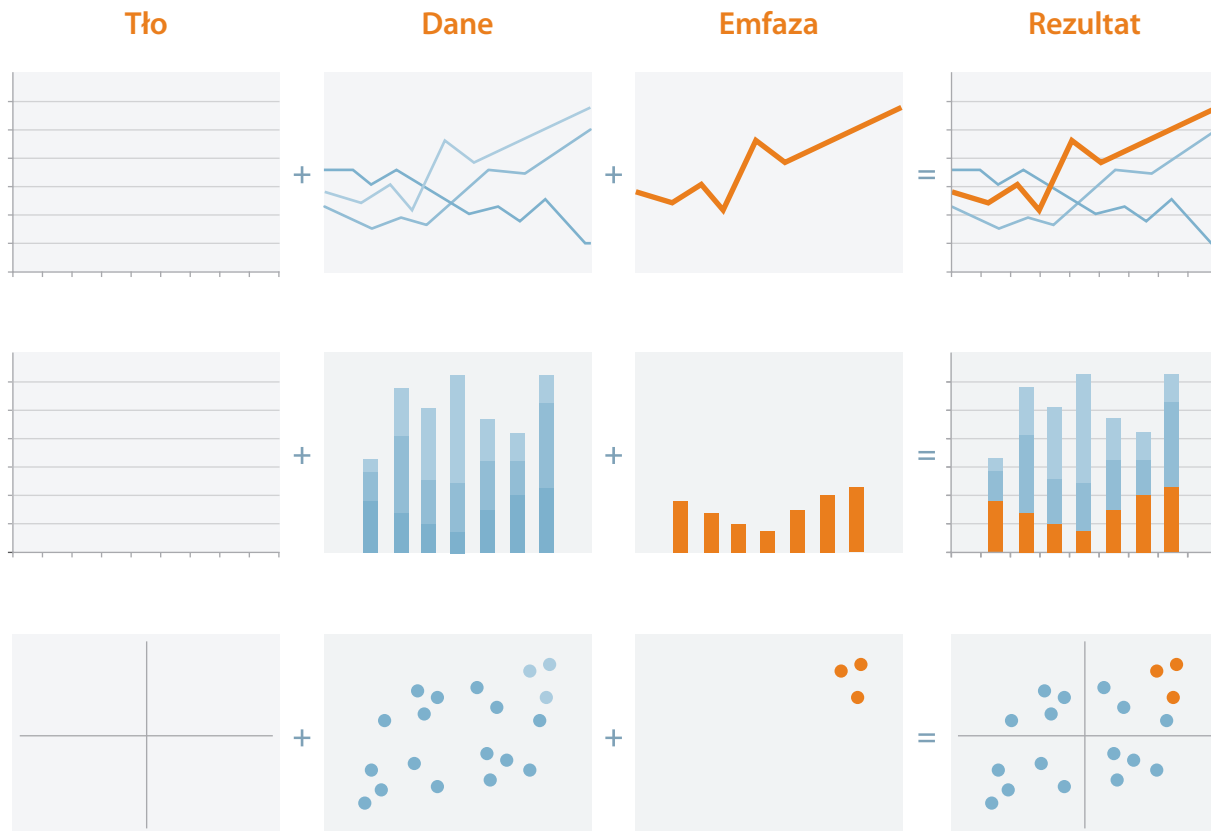 Tło Dane Emfaza Rezultat
+ + =
+ + =
+ + =